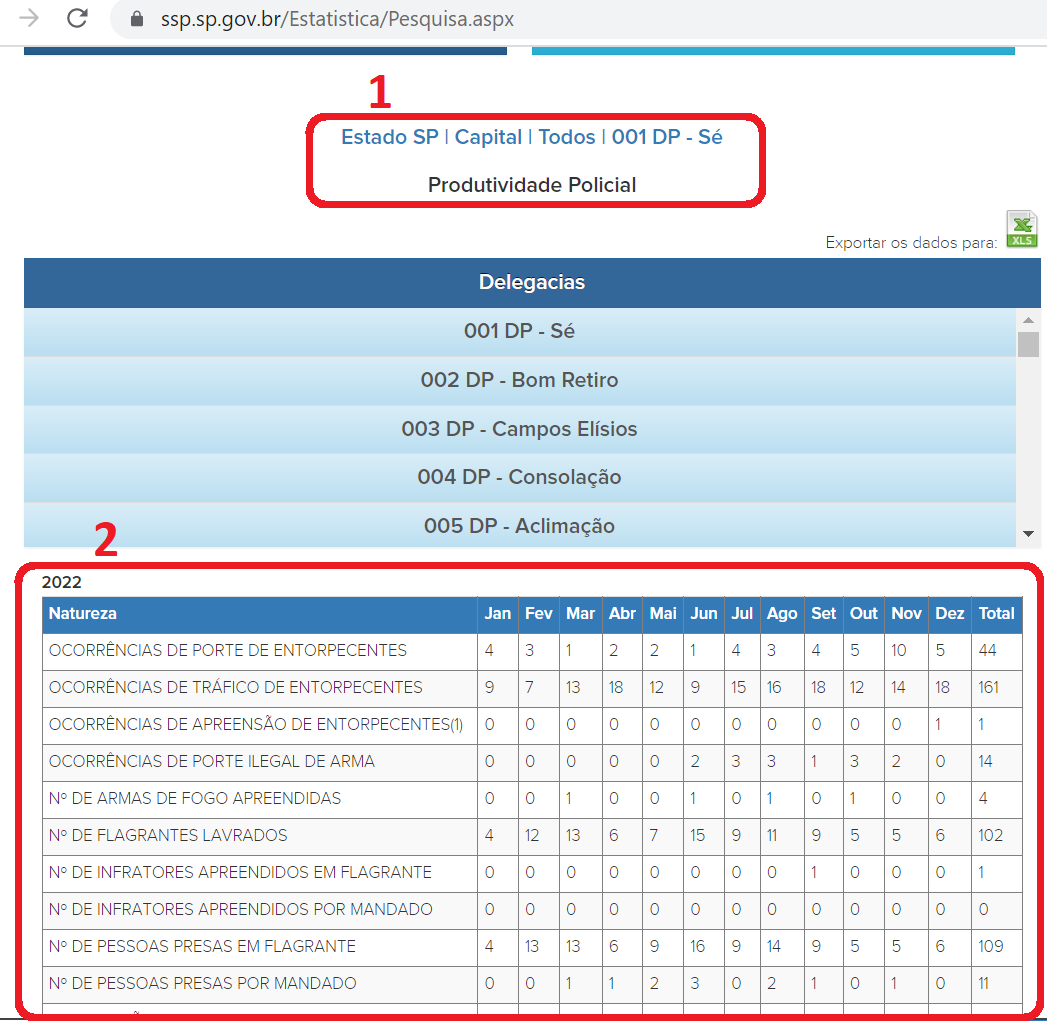 ssp.sp.gov.br/Estatistica/Pesquisa.aspx
1
Estado SP | Capital | Todos | 001 DP - Sé
Produtividade Policial
Exportar os dados para:
XLS
Delegacias
001 DP - Sé
002 DP - Bom Retiro
003 DP - Campos Elísios
004 DP - Consolação
005 DP - Aclimação
2
2022
Natureza Jan Fev Mar Abr Mai Jun Jul Ago Set Out Nov Dez Total
OCORRÊNCIAS DE PORTE DE ENTORPECENTES 4 3 1 2 2 1 4 3 4 5 10 5 44
OCORRÊNCIAS DE TRÁFICO DE ENTORPECENTES 9 7 13 18 12 9 15 16 18 12 14 18 161
OCORRÊNCIAS DE APREENSÃO DE ENTORPECENTES(1) 0 0 0 0 0 0 0 0 0 0 0 1 1
OCORRÊNCIAS DE PORTE ILEGAL DE ARMA 0 0 0 0 0 2 3 3 1 3 2 0 14
Nº DE ARMAS DE FOGO APREENDIDAS 0 0 1 0 0 1 0 1 0 1 0 0 4
Nº DE FLAGRANTES LAVRADOS 4 12 13 6 7 15 9 11 9 5 5 6 102
Nº DE INFRATORES APREENDIDOS EM FLAGRANTE 0 0 0 0 0 0 0 0 1 0 0 0 1
Nº DE INFRATORES APREENDIDOS POR MANDADO 0 0 0 0 0 0 0 0 0 0 0 0 0
Nº DE PESSOAS PRESAS EM FLAGRANTE 4 13 13 6 9 16 9 14 9 5 5 6 109
Nº DE PESSOAS PRESAS POR MANDADO 0 0 1 1 2 3 0 2 1 0 1 0 11